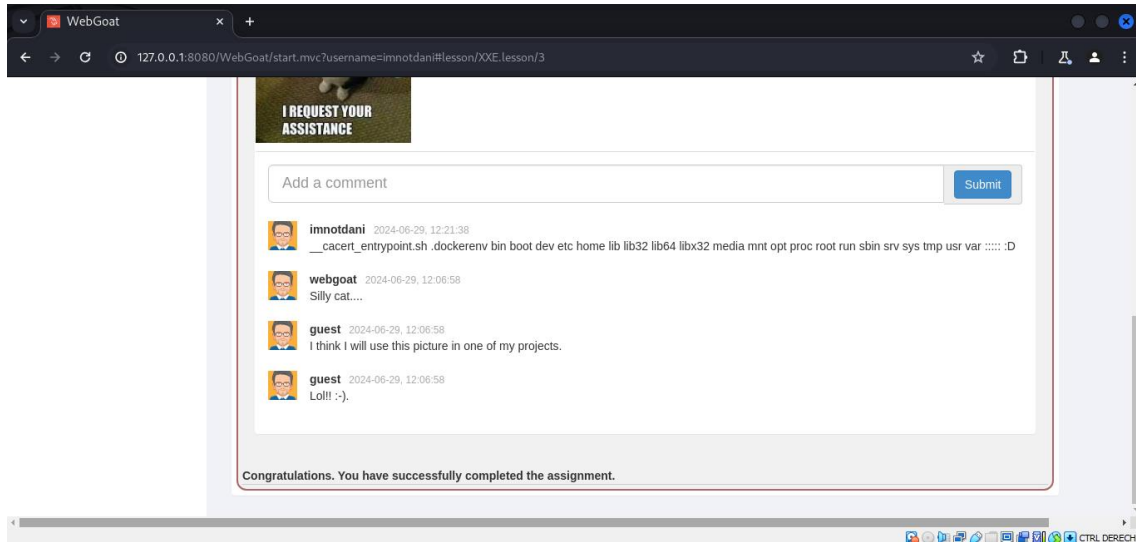 WebGoat
127.0.0.1:8080/WebGoat/start.mvc?username=imnotdani#lesson/XXE.lesson/3
I REQUEST YOUR
ASSISTANCE
Add a comment
Submit
imnotdani 2024-06-29, 12:21:38
__cacert_entrypoint.sh .dockerenv bin boot dev etc home lib lib32 lib64 libx32 media mnt opt proc root run sbin srv sys tmp usr var ::::: :D
webgoat 2024-06-29, 12:06:58
Silly cat....
guest 2024-06-29, 12:06:58
I think I will use this picture in one of my projects.
guest 2024-06-29, 12:06:58
Lol!! :-).
Congratulations. You have successfully completed the assignment.
CTRL DERECH